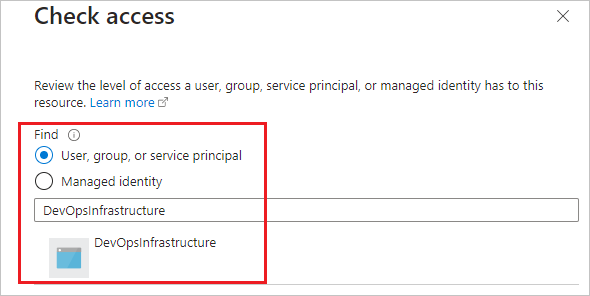 Check access
Review the level of access a user, group, service principal, or managed identity has to this
resource. Learn more
Find
User, group, or service principal
Managed identity
DevOpsInfrastructure
DevOpsInfrastructure